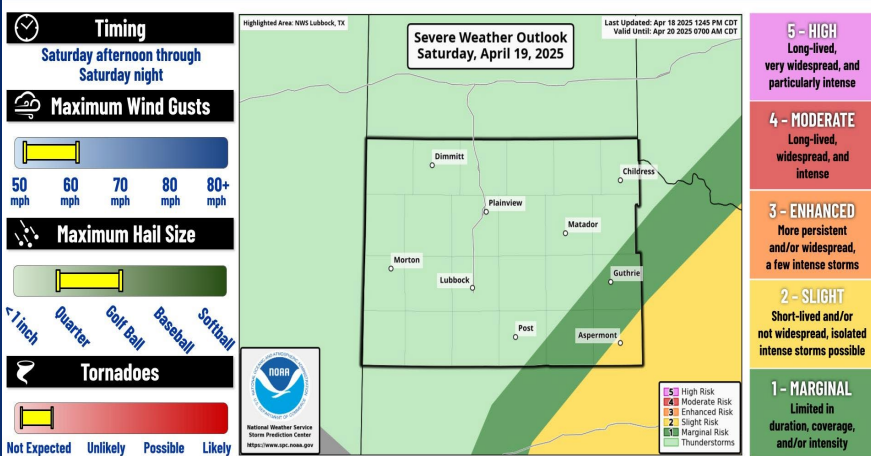 Timing
Saturday afternoon through
Saturday night
Maximum Wind Gusts
50 mph
60 mph
70 mph
80 mph
80+ mph
Maximum Hail Size
< 1 inch
Quarter
Golf Ball
Baseball
Softball
Tornadoes
Not Expected
Unlikely
Possible
Likely
Highlighted Area: NWS Lubbock, TX
Severe Weather Outlook
Saturday, April 19, 2025
Last Updated: Apr 18 2025 1245 PM CDT
Valid Until: Apr 20 2025 0700 AM CDT
Dimmitt
Childress
Plainview
Matador
Morton
Lubbock
Guthrie
Post
Aspermont
NOAA
National Weather Service
Storm Prediction Center
https://www.spc.noaa.gov
5 High Risk
4 Moderate Risk
3 Enhanced Risk
2 Slight Risk
1 Marginal Risk
Thunderstorms
5 - HIGH
Long-lived,
very widespread, and
particularly intense
4 - MODERATE
Long-lived,
widespread, and
intense
3 - ENHANCED
More persistent
and/or widespread,
a few intense storms
2 - SLIGHT
Short-lived and/or
not widespread, isolated
intense storms possible
1 - MARGINAL
Limited in
duration, coverage,
and/or intensity